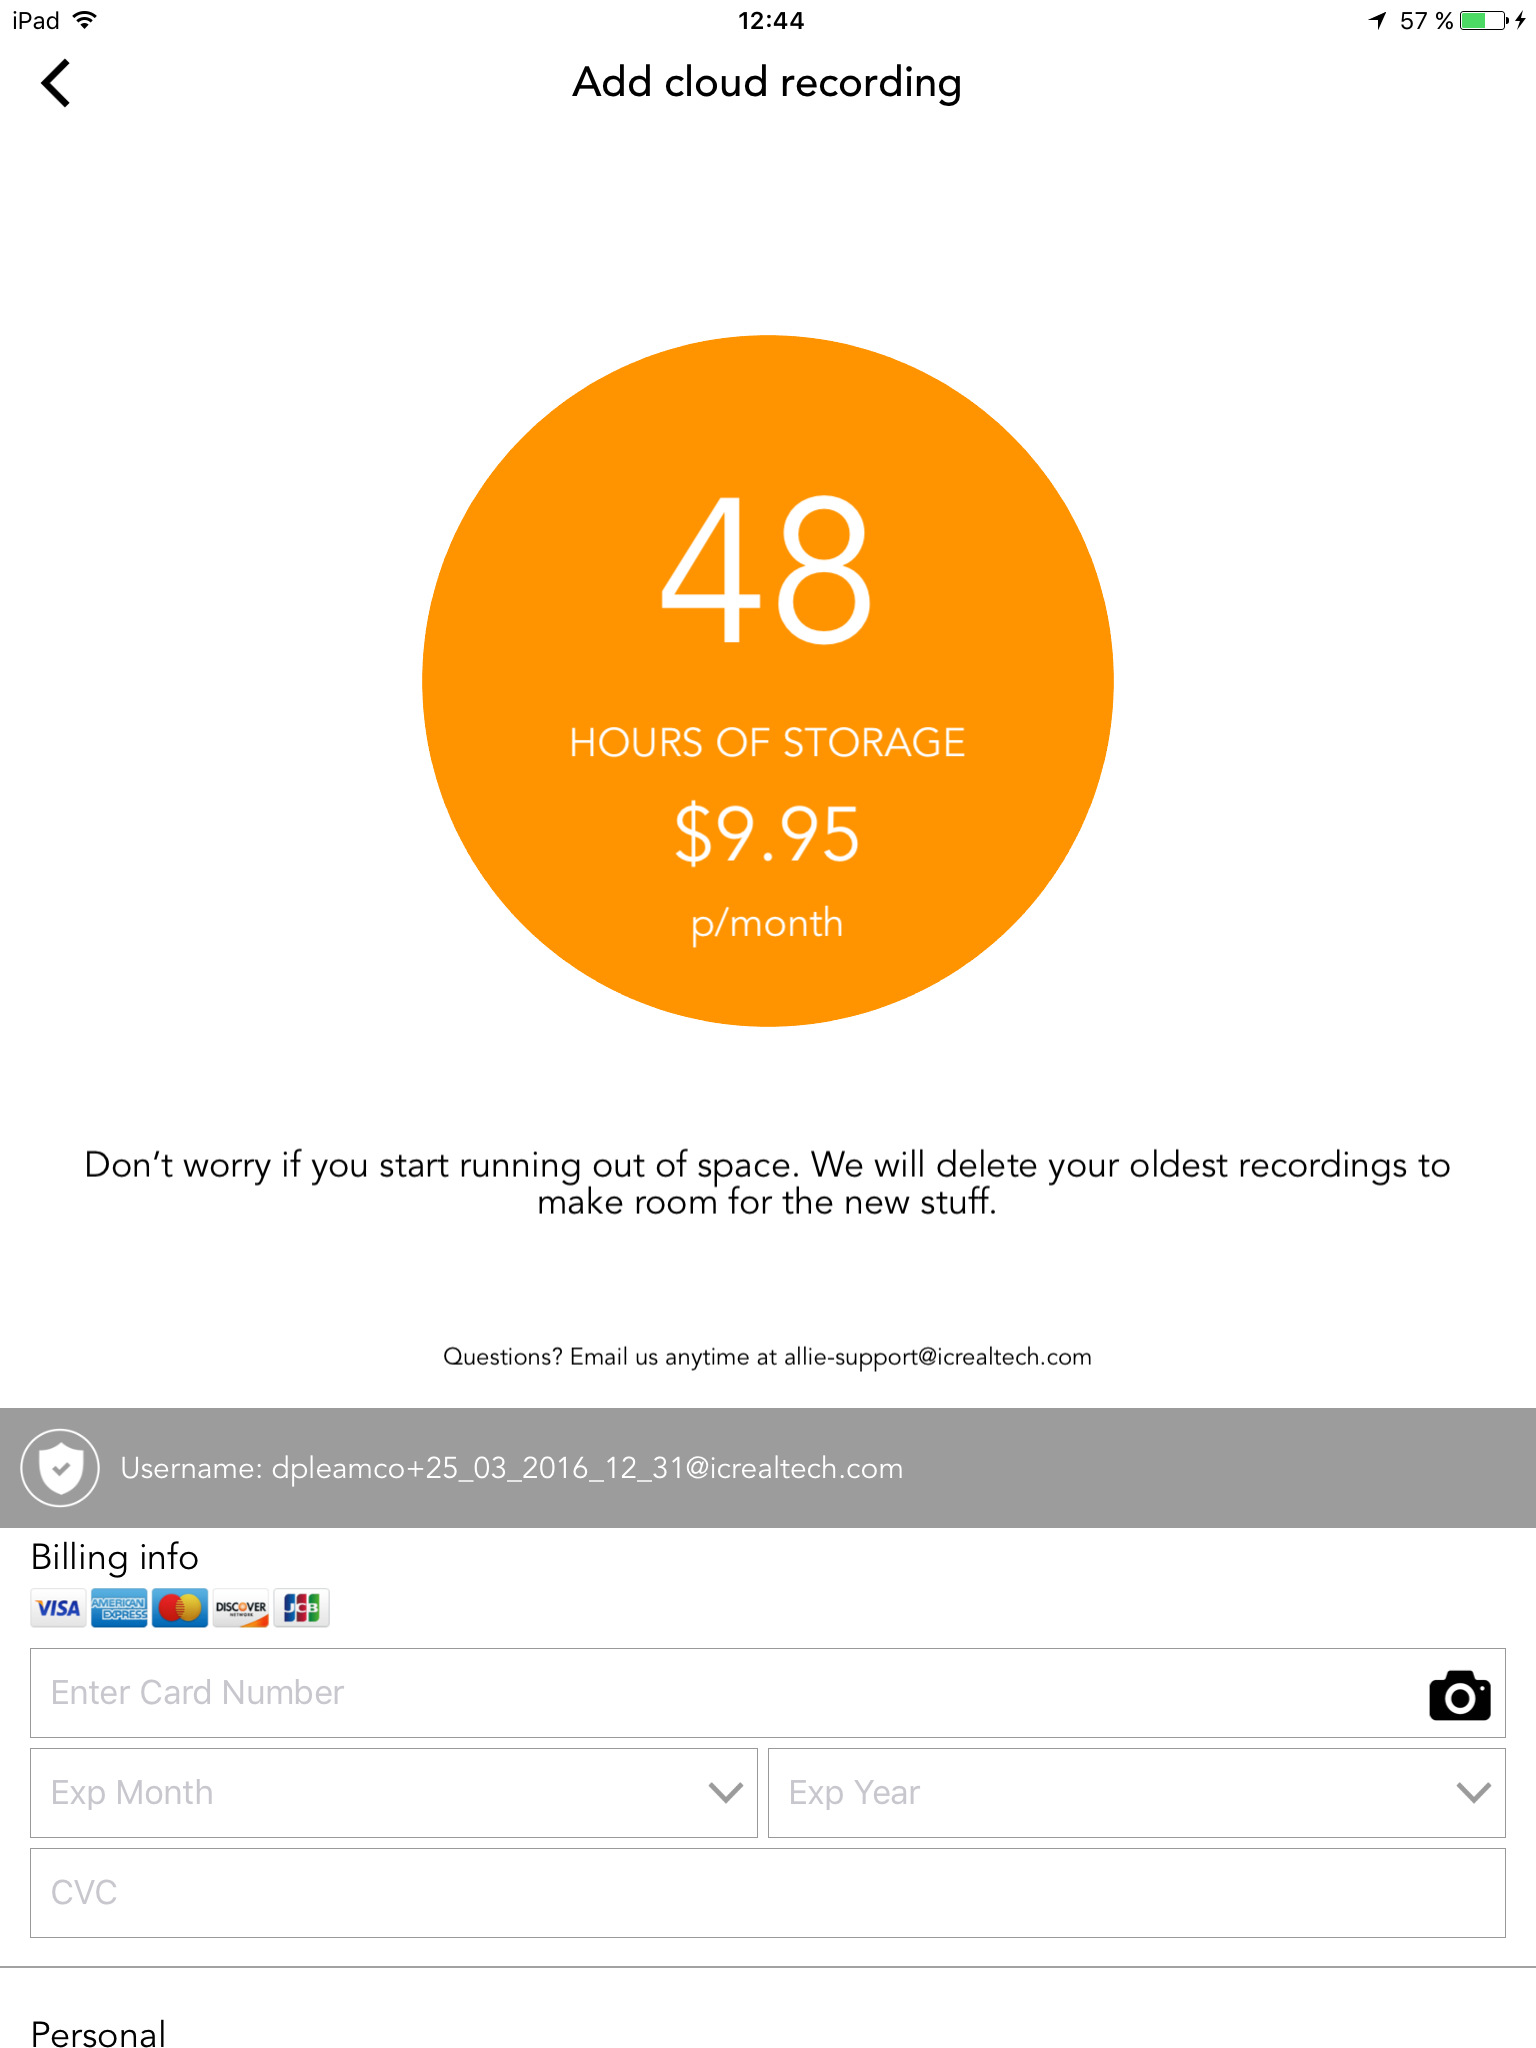 iPad
12:44
57 %
Add cloud recording
48
HOURS OF STORAGE
$9.95
p/month
Don’t worry if you start running out of space. We will delete your oldest recordings to
make room for the new stuff.
Questions? Email us anytime at allie-support@icrealtech.com
Username: dpleamco+25_03_2016_12_31@icrealtech.com
Billing info
VISA AMERICAN EXPRESS DISCOVER NETWORK JCB
Enter Card Number
Exp Month Exp Year
CVC
Personal